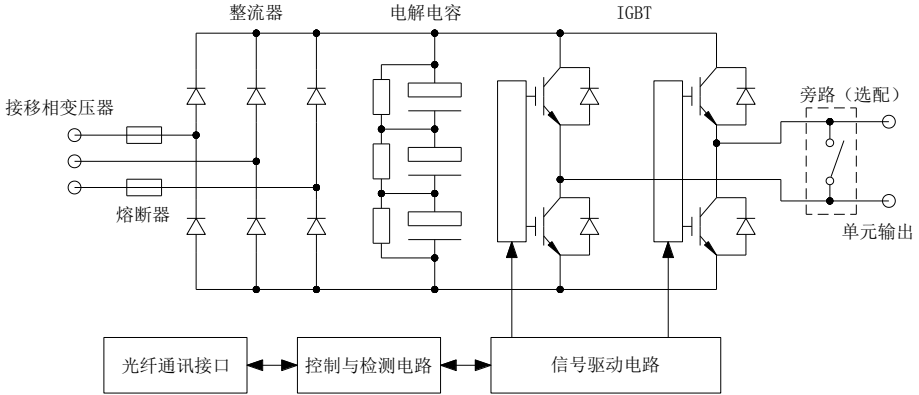 整流器
电解电容
IGBT
接移相变压器
旁路（选配）
熔断器
单元输出
光纤通讯接口
控制与检测电路
信号驱动电路